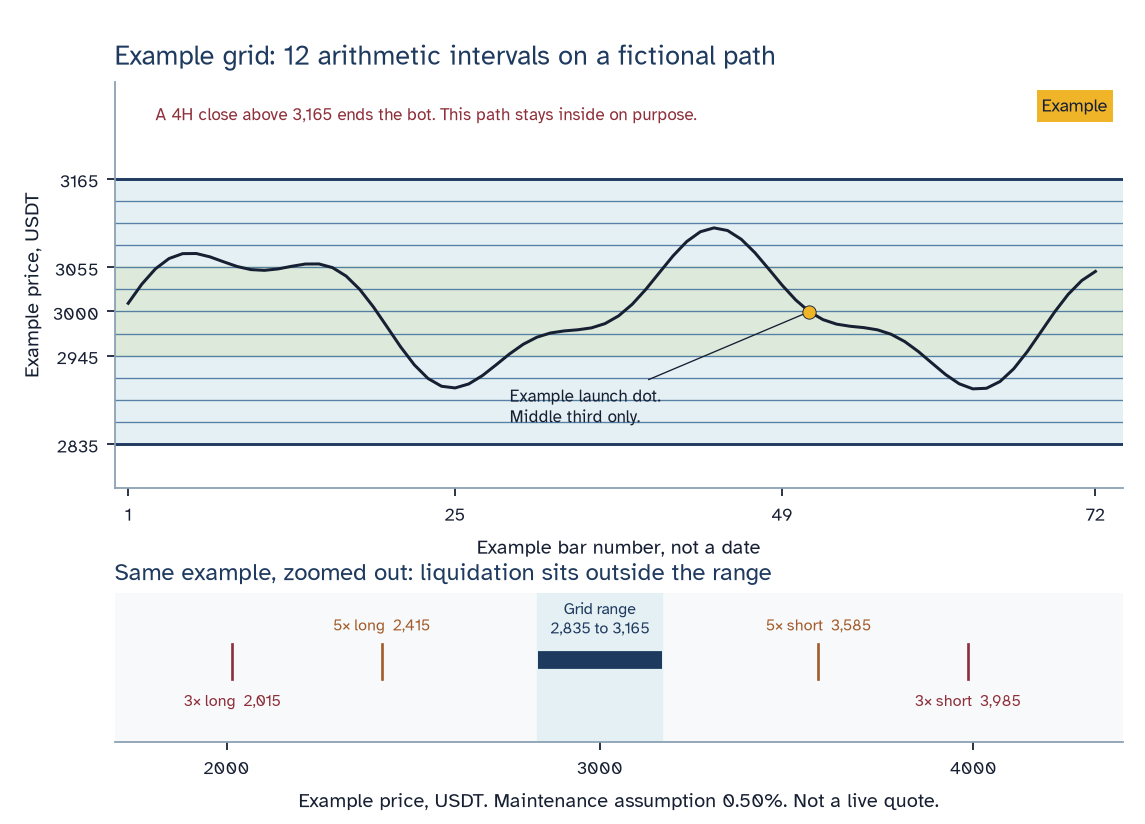 Example grid: 12 arithmetic intervals on a fictional path
A 4H close above 3,165 ends the bot. This path stays inside on purpose.
Example
Example price, USDT
3165
3055
3000
2945
2835
Example launch dot.
Middle third only.
1
25
49
72
Example bar number, not a date
Same example, zoomed out: liquidation sits outside the range
Grid range
2,835 to 3,165
5× long 2,415
5× short 3,585
3× long 2,015
3× short 3,985
2000
3000
4000
Example price, USDT. Maintenance assumption 0.50%. Not a live quote.